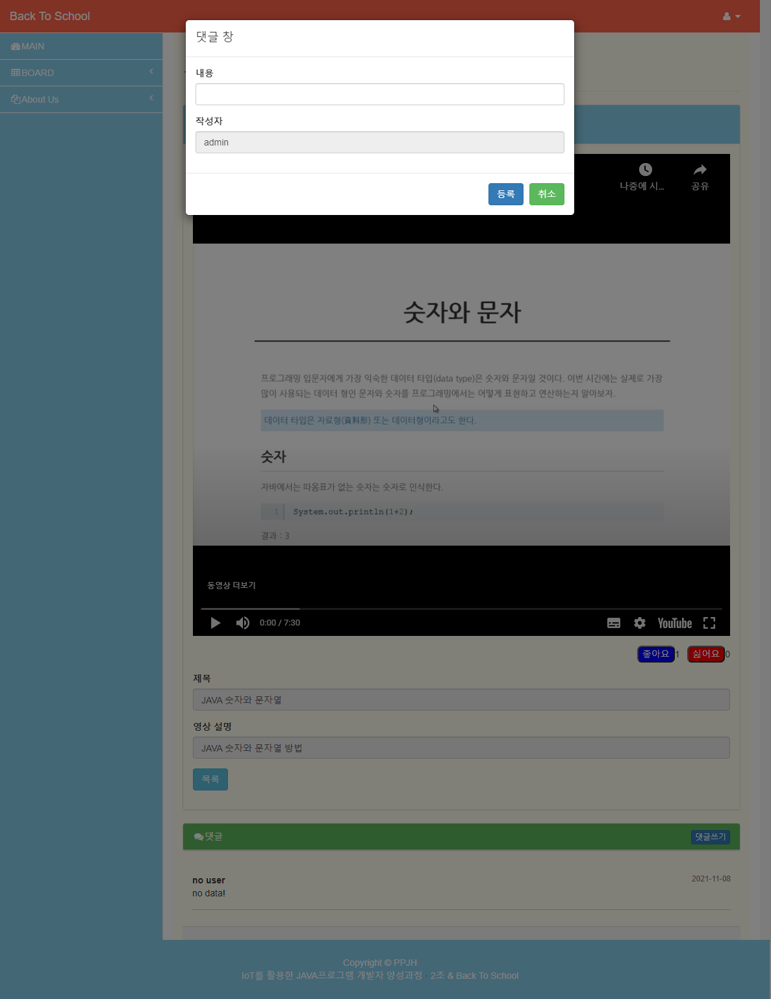 Back To School
댓글 창
MAIN
내용
BOARD
About Us
작성자
admin
등록 취소
나중에 시... 공유
숫자와 문자
프로그래밍 입문자에게 가장 익숙한 데이터 타입(data type)은 숫자와 문자일 것이다. 이번 시간에는 실제로 가장
많이 사용되는 데이터 형인 문자와 숫자를 프로그래밍에서는 어떻게 표현하고 연산하는지 알아보자.
데이터 타입은 자료형(資料形) 또는 데이터형이라고도 한다.
숫자
자바에서는 따옴표가 없는 숫자는 숫자로 인식한다.
1 System.out.println(1+2);
결과 : 3
동영상 더보기
0:00 / 7:30 YouTube
좋아요 1 싫어요 0
제목
JAVA 숫자와 문자열
영상 설명
JAVA 숫자와 문자열 방법
목록
댓글 댓글쓰기
no user 2021-11-08
no data!
Copyright © PPJH
IoT를 활용한 JAVA프로그램 개발자 양성과정 · 2조 & Back To School